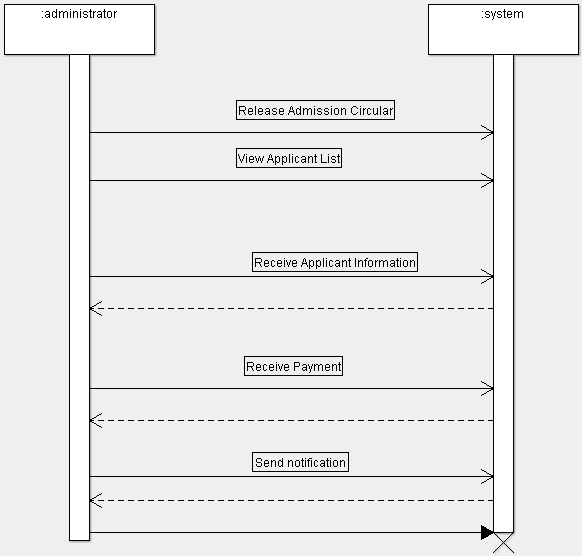 :administrator
:system
Release Admission Circular
View Applicant List
Receive Applicant Information
Receive Payment
Send notification